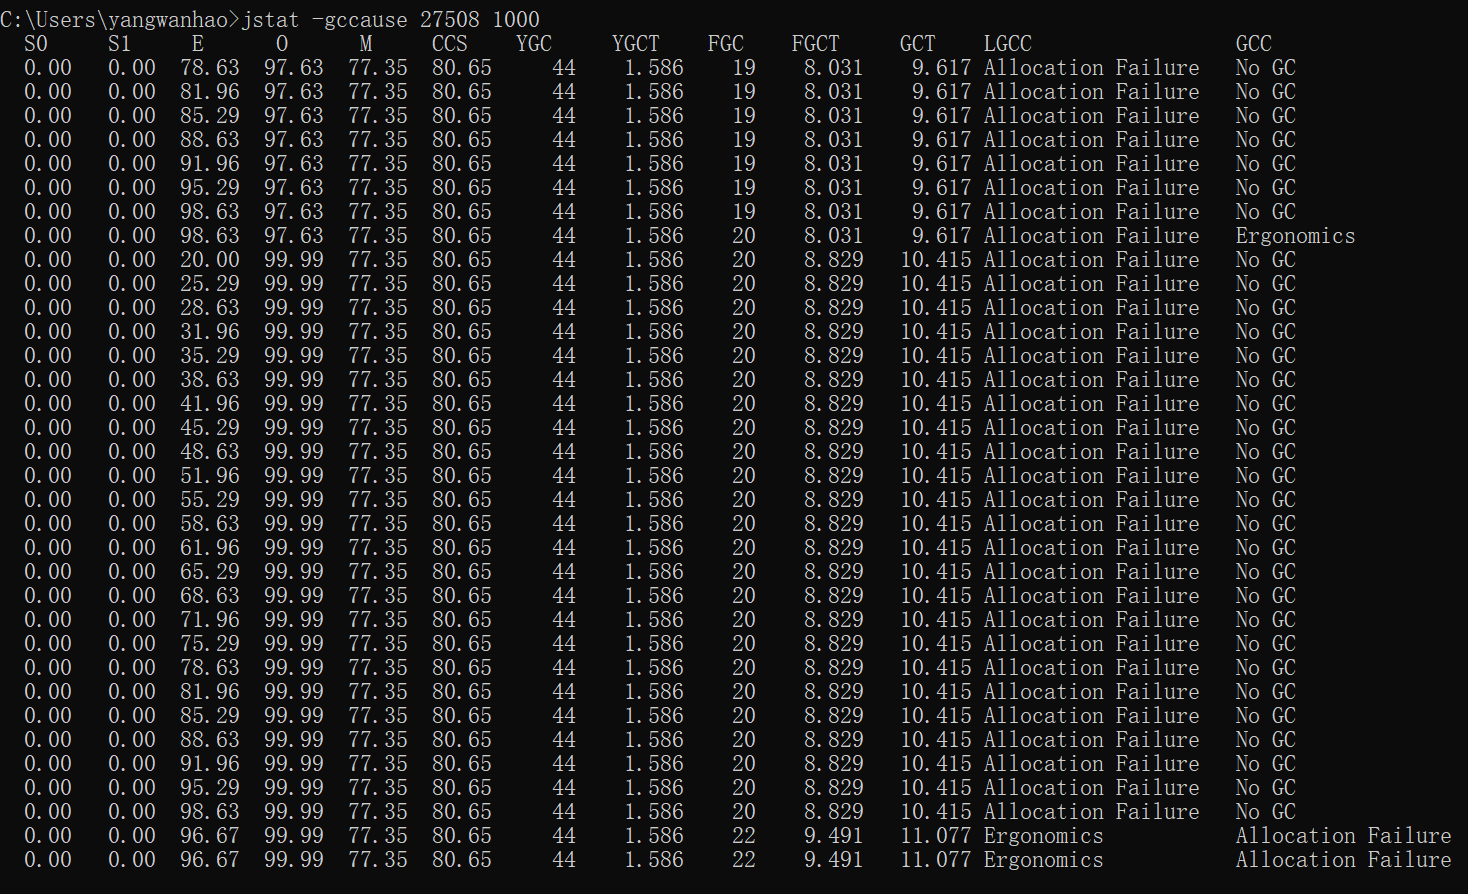 C:\Users\yangwanhao>jstat -gccause 27508 1000
S0 S1 E O M CCS YGC YGCT FGC FGCT GCT LGCC GCC
0.00 0.00 78.63 97.63 77.35 80.65 44 1.586 19 8.031 9.617 Allocation Failure No GC
0.00 0.00 81.96 97.63 77.35 80.65 44 1.586 19 8.031 9.617 Allocation Failure No GC
0.00 0.00 85.29 97.63 77.35 80.65 44 1.586 19 8.031 9.617 Allocation Failure No GC
0.00 0.00 88.63 97.63 77.35 80.65 44 1.586 19 8.031 9.617 Allocation Failure No GC
0.00 0.00 91.96 97.63 77.35 80.65 44 1.586 19 8.031 9.617 Allocation Failure No GC
0.00 0.00 95.29 97.63 77.35 80.65 44 1.586 19 8.031 9.617 Allocation Failure No GC
0.00 0.00 98.63 97.63 77.35 80.65 44 1.586 19 8.031 9.617 Allocation Failure No GC
0.00 0.00 98.63 97.63 77.35 80.65 44 1.586 20 8.031 9.617 Allocation Failure Ergonomics
0.00 0.00 20.00 99.99 77.35 80.65 44 1.586 20 8.829 10.415 Allocation Failure No GC
0.00 0.00 25.29 99.99 77.35 80.65 44 1.586 20 8.829 10.415 Allocation Failure No GC
0.00 0.00 28.63 99.99 77.35 80.65 44 1.586 20 8.829 10.415 Allocation Failure No GC
0.00 0.00 31.96 99.99 77.35 80.65 44 1.586 20 8.829 10.415 Allocation Failure No GC
0.00 0.00 35.29 99.99 77.35 80.65 44 1.586 20 8.829 10.415 Allocation Failure No GC
0.00 0.00 38.63 99.99 77.35 80.65 44 1.586 20 8.829 10.415 Allocation Failure No GC
0.00 0.00 41.96 99.99 77.35 80.65 44 1.586 20 8.829 10.415 Allocation Failure No GC
0.00 0.00 45.29 99.99 77.35 80.65 44 1.586 20 8.829 10.415 Allocation Failure No GC
0.00 0.00 48.63 99.99 77.35 80.65 44 1.586 20 8.829 10.415 Allocation Failure No GC
0.00 0.00 51.96 99.99 77.35 80.65 44 1.586 20 8.829 10.415 Allocation Failure No GC
0.00 0.00 55.29 99.99 77.35 80.65 44 1.586 20 8.829 10.415 Allocation Failure No GC
0.00 0.00 58.63 99.99 77.35 80.65 44 1.586 20 8.829 10.415 Allocation Failure No GC
0.00 0.00 61.96 99.99 77.35 80.65 44 1.586 20 8.829 10.415 Allocation Failure No GC
0.00 0.00 65.29 99.99 77.35 80.65 44 1.586 20 8.829 10.415 Allocation Failure No GC
0.00 0.00 68.63 99.99 77.35 80.65 44 1.586 20 8.829 10.415 Allocation Failure No GC
0.00 0.00 71.96 99.99 77.35 80.65 44 1.586 20 8.829 10.415 Allocation Failure No GC
0.00 0.00 75.29 99.99 77.35 80.65 44 1.586 20 8.829 10.415 Allocation Failure No GC
0.00 0.00 78.63 99.99 77.35 80.65 44 1.586 20 8.829 10.415 Allocation Failure No GC
0.00 0.00 81.96 99.99 77.35 80.65 44 1.586 20 8.829 10.415 Allocation Failure No GC
0.00 0.00 85.29 99.99 77.35 80.65 44 1.586 20 8.829 10.415 Allocation Failure No GC
0.00 0.00 88.63 99.99 77.35 80.65 44 1.586 20 8.829 10.415 Allocation Failure No GC
0.00 0.00 91.96 99.99 77.35 80.65 44 1.586 20 8.829 10.415 Allocation Failure No GC
0.00 0.00 95.29 99.99 77.35 80.65 44 1.586 20 8.829 10.415 Allocation Failure No GC
0.00 0.00 98.63 99.99 77.35 80.65 44 1.586 20 8.829 10.415 Allocation Failure No GC
0.00 0.00 96.67 99.99 77.35 80.65 44 1.586 22 9.491 11.077 Ergonomics Allocation Failure
0.00 0.00 96.67 99.99 77.35 80.65 44 1.586 22 9.491 11.077 Ergonomics Allocation Failure